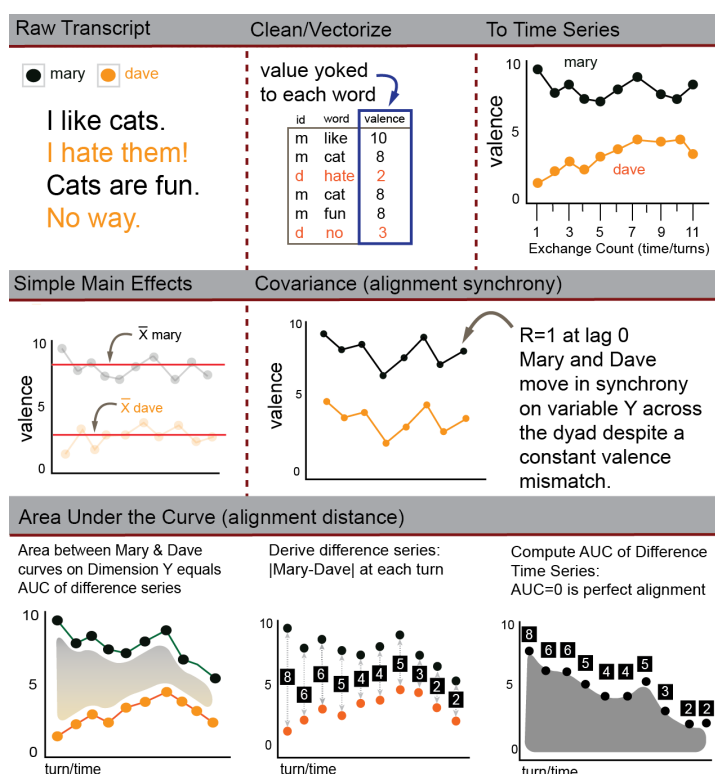 Raw Transcript
Clean/Vectorize
To Time Series
mary dave
I like cats.
I hate them!
Cats are fun.
No way.
value yoked
to each word
id word valence
m like 10
m cat 8
d hate 2
m cat 8
m fun 8
d no 3
10
5
0
valence
mary
dave
1 3 5 7 9 11
Exchange Count (time/turns)
Simple Main Effects
Covariance (alignment synchrony)
10
5
0
valence
X̅ mary
X̅ dave
10
5
0
valence
R=1 at lag 0
Mary and Dave
move in synchrony
on variable Y across
the dyad despite a
constant valence
mismatch.
Area Under the Curve (alignment distance)
Area between Mary & Dave
curves on Dimension Y equals
AUC of difference series
10
5
0
turn/time
Derive difference series:
|Mary-Dave| at each turn
10
5
0
8 6 6 5 4 4 5 3 2 2
turn/time
Compute AUC of Difference
Time Series:
AUC=0 is perfect alignment
10
5
0
8 6 6 5 4 4 5 3 2 2
turn/time